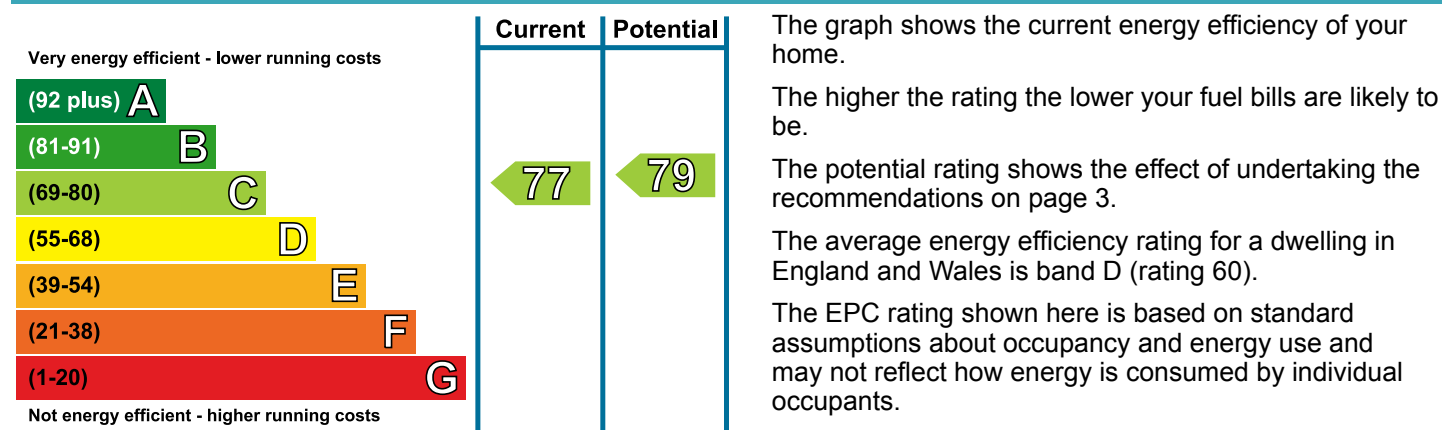 Current Potential
Very energy efficient - lower running costs
(92 plus) A
(81-91) B
(69-80) C
(55-68) D
(39-54) E
(21-38) F
(1-20) G
Not energy efficient - higher running costs
77 79
The graph shows the current energy efficiency of your
home.
The higher the rating the lower your fuel bills are likely to
be.
The potential rating shows the effect of undertaking the
recommendations on page 3.
The average energy efficiency rating for a dwelling in
England and Wales is band D (rating 60).
The EPC rating shown here is based on standard
assumptions about occupancy and energy use and
may not reflect how energy is consumed by individual
occupants.